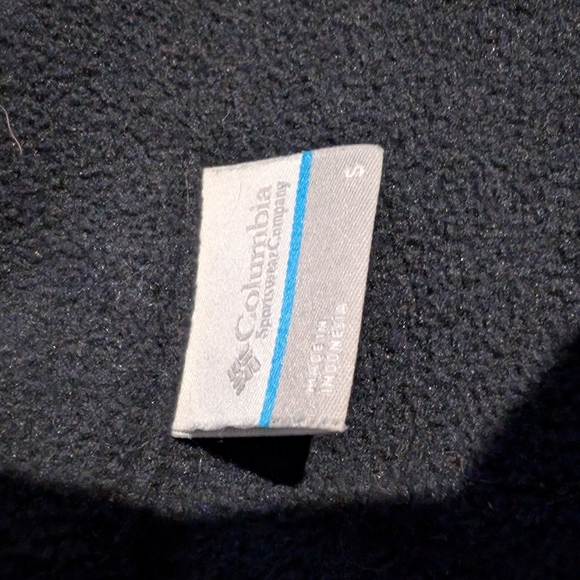 Columbia
Sportswear Company
S
MADE IN
INDONESIA